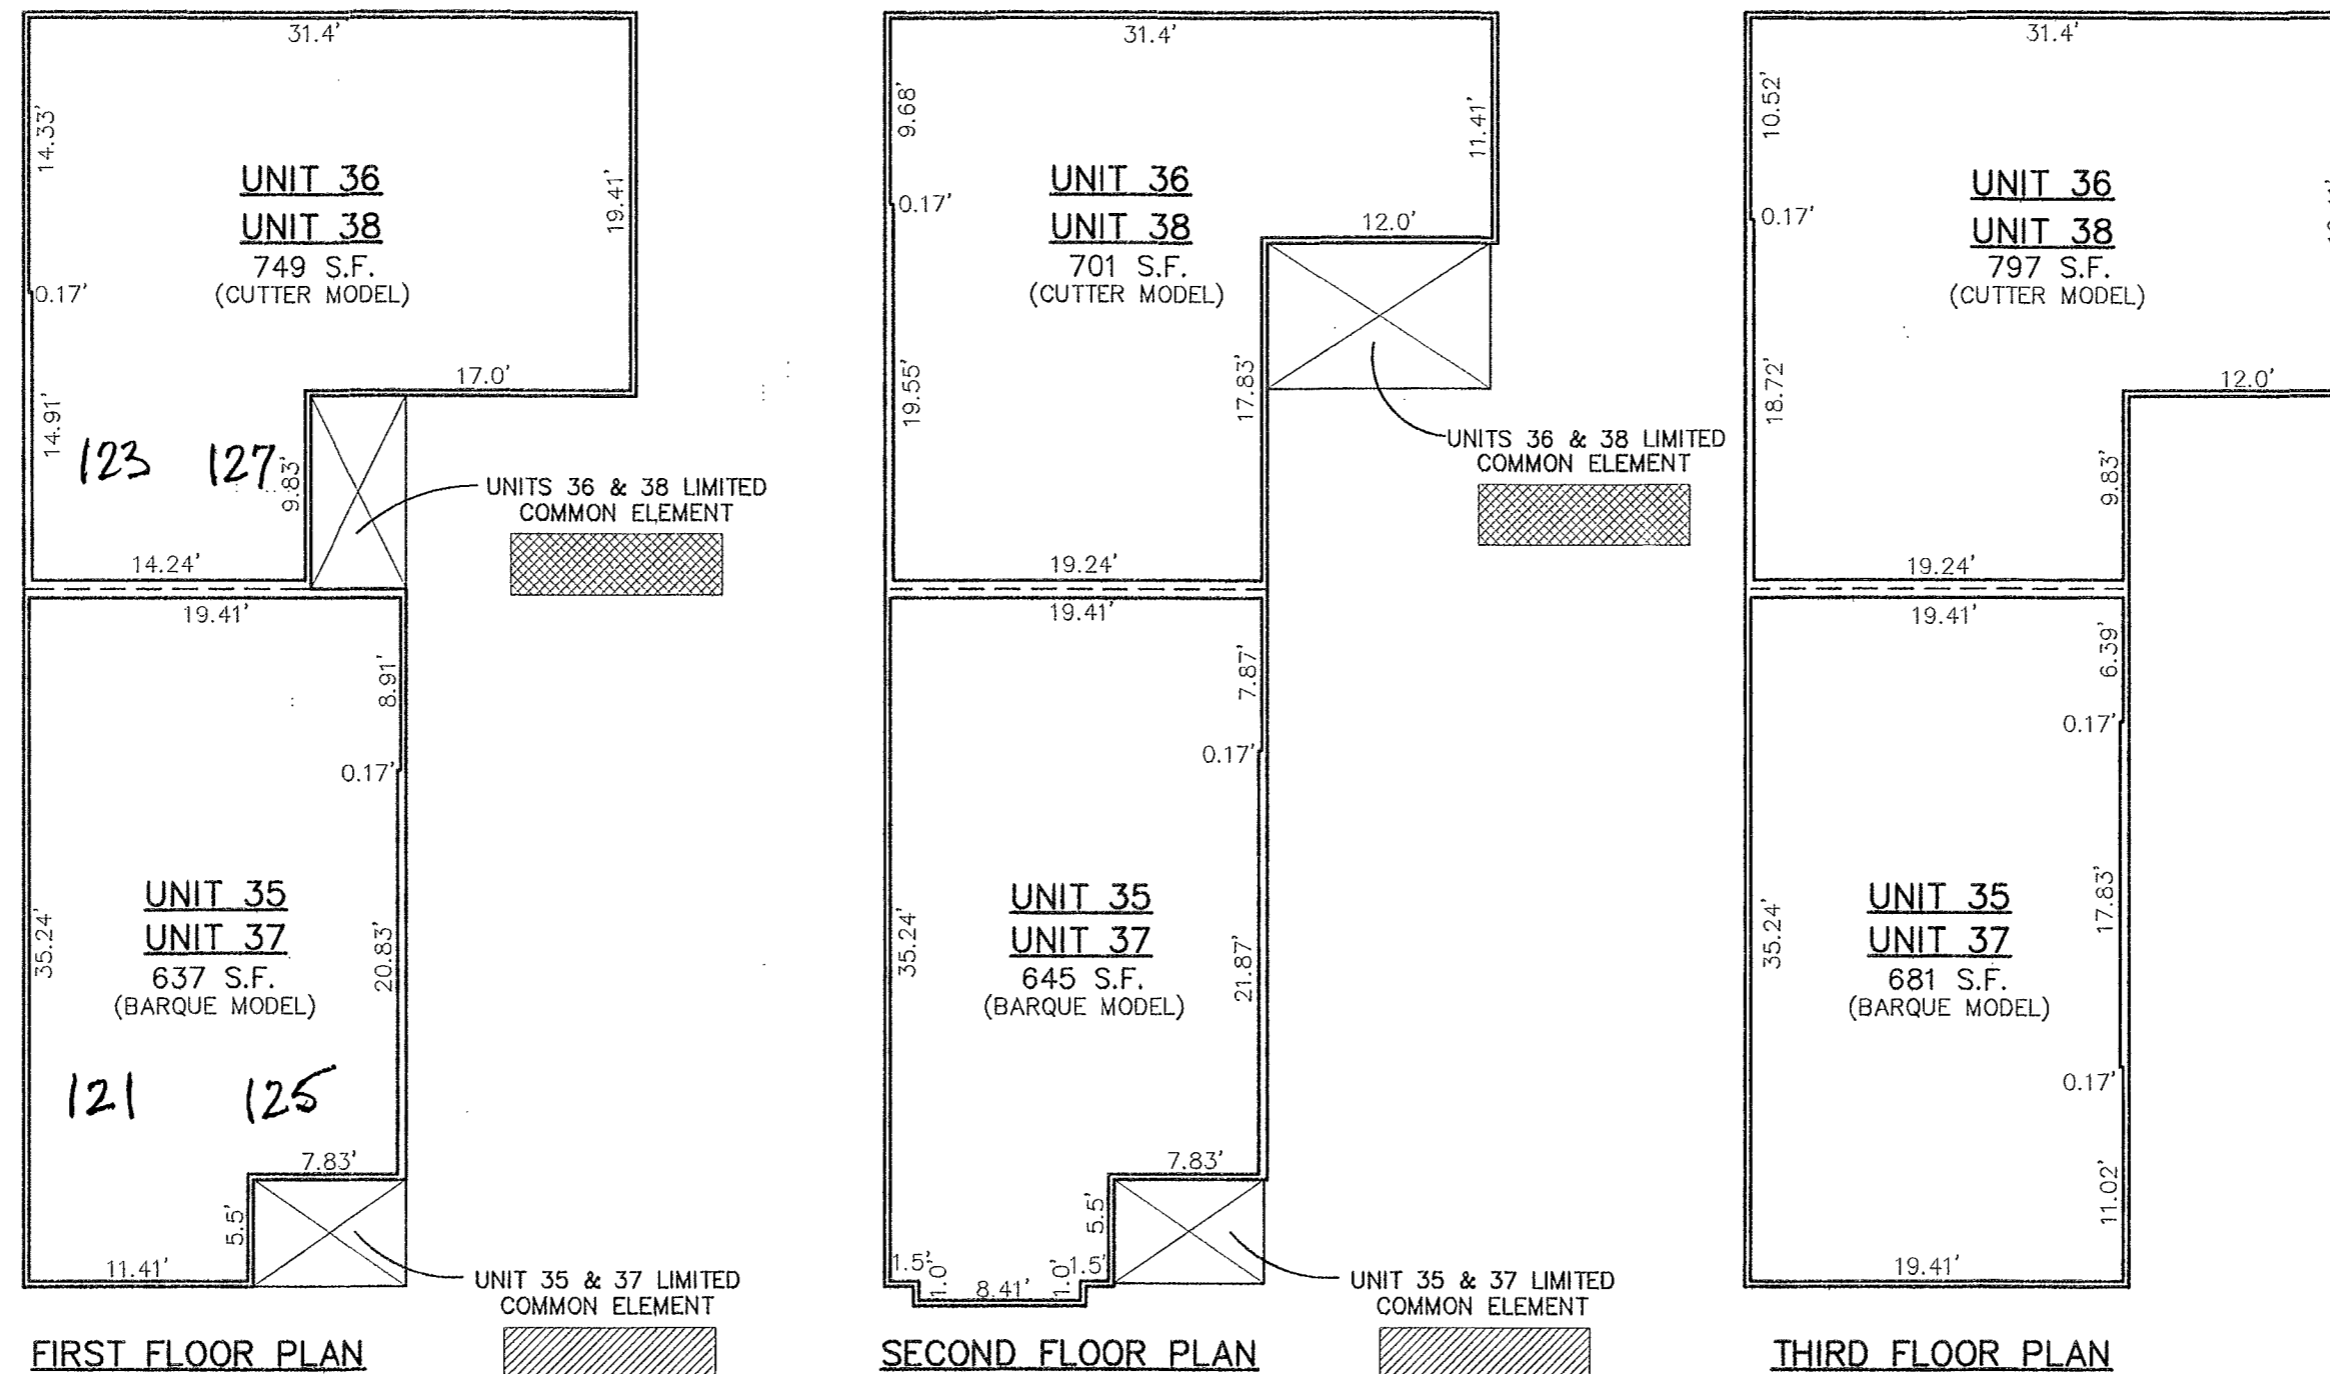 31.4'
14.33'
UNIT 36
UNIT 38
749 S.F.
(CUTTER MODEL)
19.41'
0.17'
17.0'
14.91'
123 127
9.83'
UNITS 36 & 38 LIMITED
COMMON ELEMENT
14.24'
19.41'
8.91'
0.17'
UNIT 35
UNIT 37
637 S.F.
(BARQUE MODEL)
35.24'
20.83'
121 125
7.83'
5.5'
11.41'
UNIT 35 & 37 LIMITED
COMMON ELEMENT
FIRST FLOOR PLAN
31.4'
9.68'
11.41'
UNIT 36
UNIT 38
701 S.F.
(CUTTER MODEL)
0.17'
12.0'
19.55'
17.83'
UNITS 36 & 38 LIMITED
COMMON ELEMENT
19.24'
19.41'
7.87'
0.17'
UNIT 35
UNIT 37
645 S.F.
(BARQUE MODEL)
35.24'
21.87'
7.83'
5.5'
1.5'
1.0'
8.41'
1.0'
1.5'
UNIT 35 & 37 LIMITED
COMMON ELEMENT
SECOND FLOOR PLAN
31.4'
10.52'
UNIT 36
UNIT 38
797 S.F.
(CUTTER MODEL)
0.17'
18.72'
12.0'
9.83'
19.24'
19.41'
6.39'
0.17'
UNIT 35
UNIT 37
681 S.F.
(BARQUE MODEL)
35.24'
17.83'
0.17'
11.02'
19.41'
THIRD FLOOR PLAN